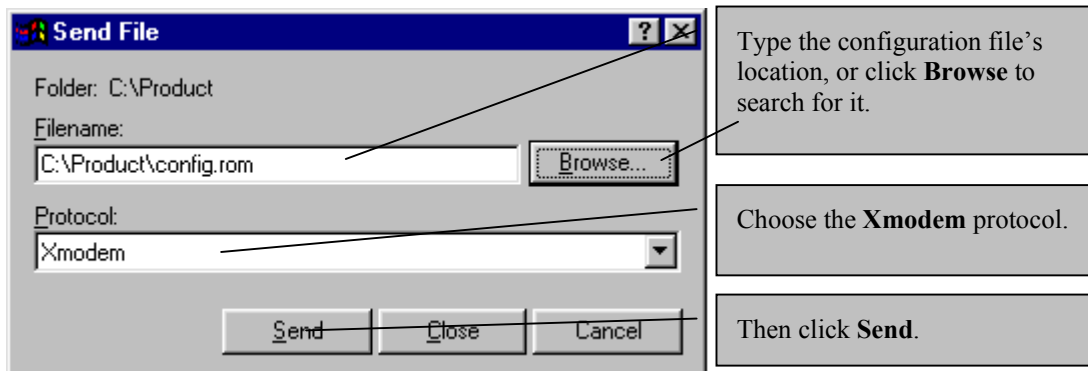 Send File
Folder: C:\Product
Filename:
C:\Product\config.rom
Browse...
Protocol:
Xmodem
Send Close Cancel
Type the configuration file’s
location, or click Browse to
search for it.
Choose the Xmodem protocol.
Then click Send.